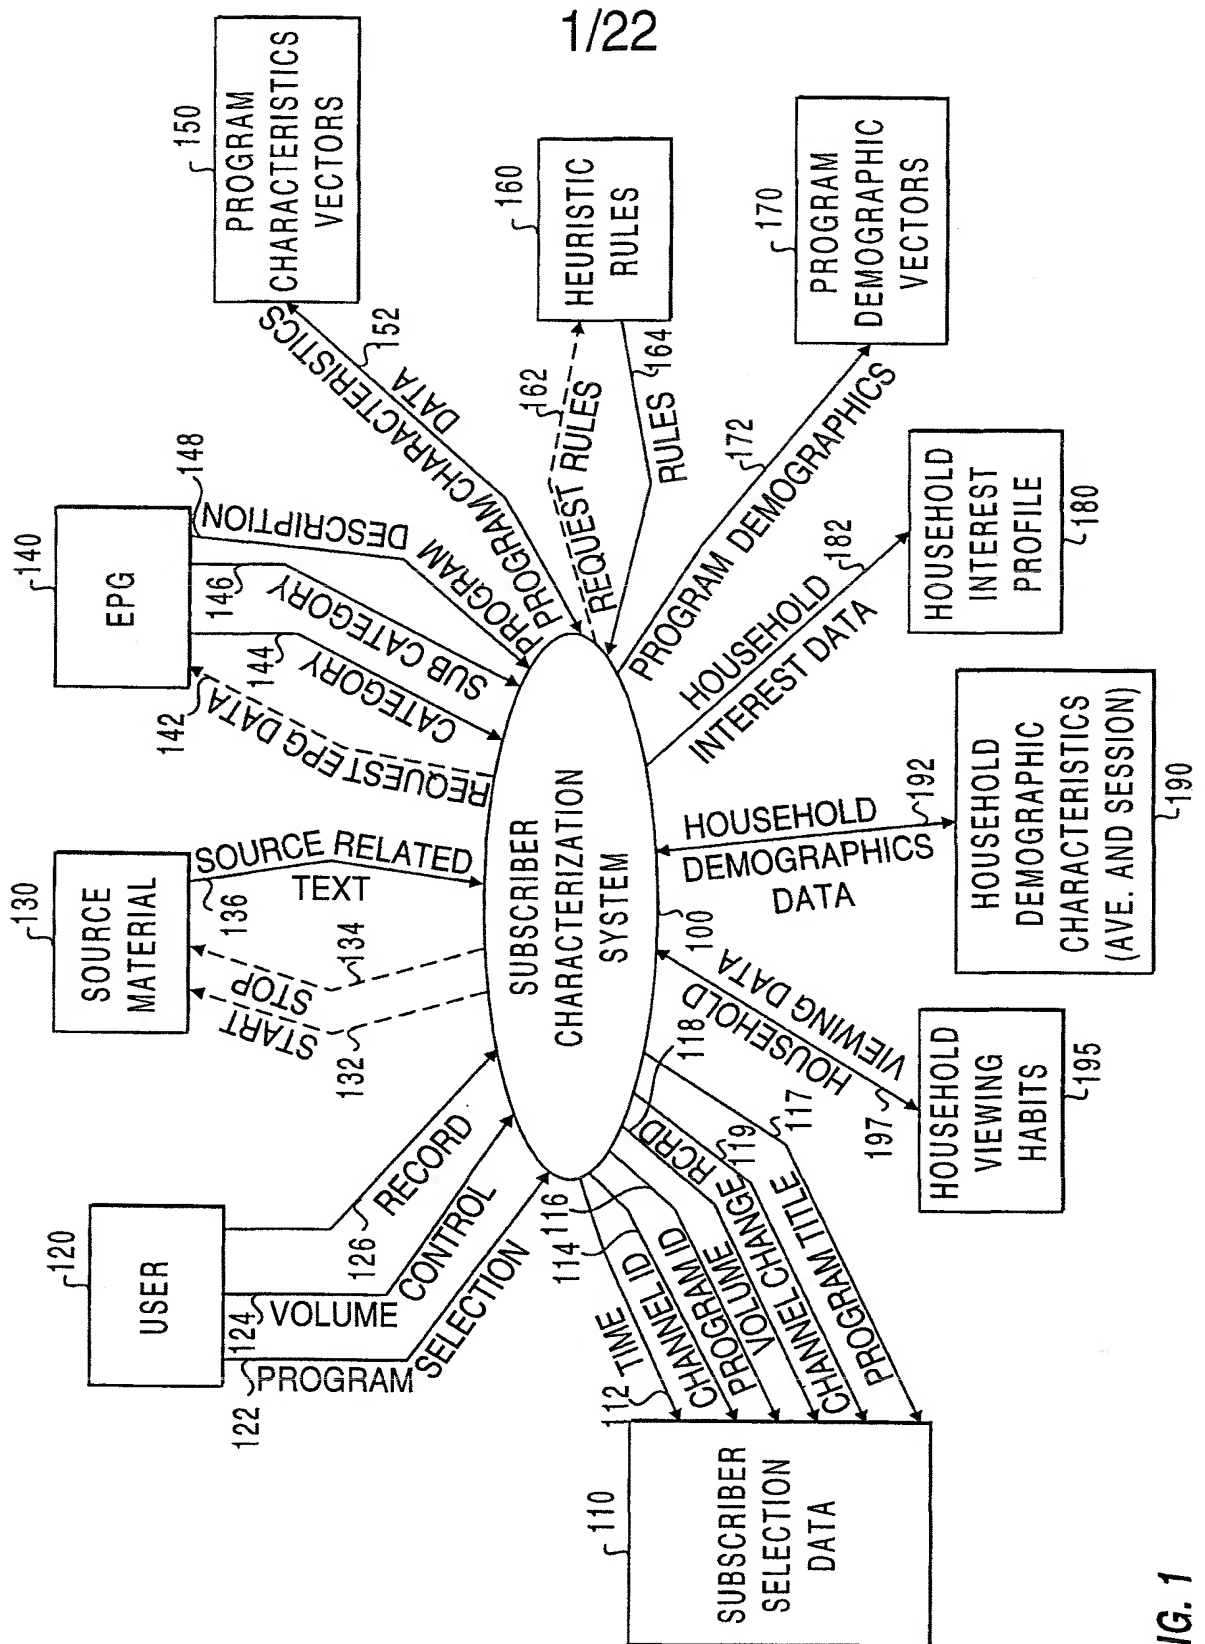 1/22
120
USER
122
PROGRAM
SELECTION
124
VOLUME
CONTROL
126
RECORD
130
SOURCE
MATERIAL
132
START
134
STOP
136
SOURCE RELATED
TEXT
140
EPG
142
REQUEST EPG DATA
144
CATEGORY
146
SUB CATEGORY
148
PROGRAM
DESCRIPTION
150
PROGRAM
CHARACTERISTICS
VECTORS
152
PROGRAM CHARACTERISTICS
DATA
PROGRAM
160
HEURISTIC
RULES
162
REQUEST RULES
164
RULES
170
PROGRAM
DEMOGRAPHIC
VECTORS
172
PROGRAM DEMOGRAPHICS
180
HOUSEHOLD
INTEREST
PROFILE
182
HOUSEHOLD
INTEREST DATA
190
HOUSEHOLD
DEMOGRAPHIC
CHARACTERISTICS
(AVE. AND SESSION)
192
HOUSEHOLD
DEMOGRAPHICS
DATA
195
HOUSEHOLD
VIEWING
HABITS
197
HOUSEHOLD
VIEWING DATA
100
SUBSCRIBER
CHARACTERIZATION
SYSTEM
110
SUBSCRIBER
SELECTION
DATA
112
TIME
114
CHANNEL ID
116
PROGRAM ID
118
VOLUME
RCRD
119
CHANNEL CHANGE
117
PROGRAM TITLE
IG. 1